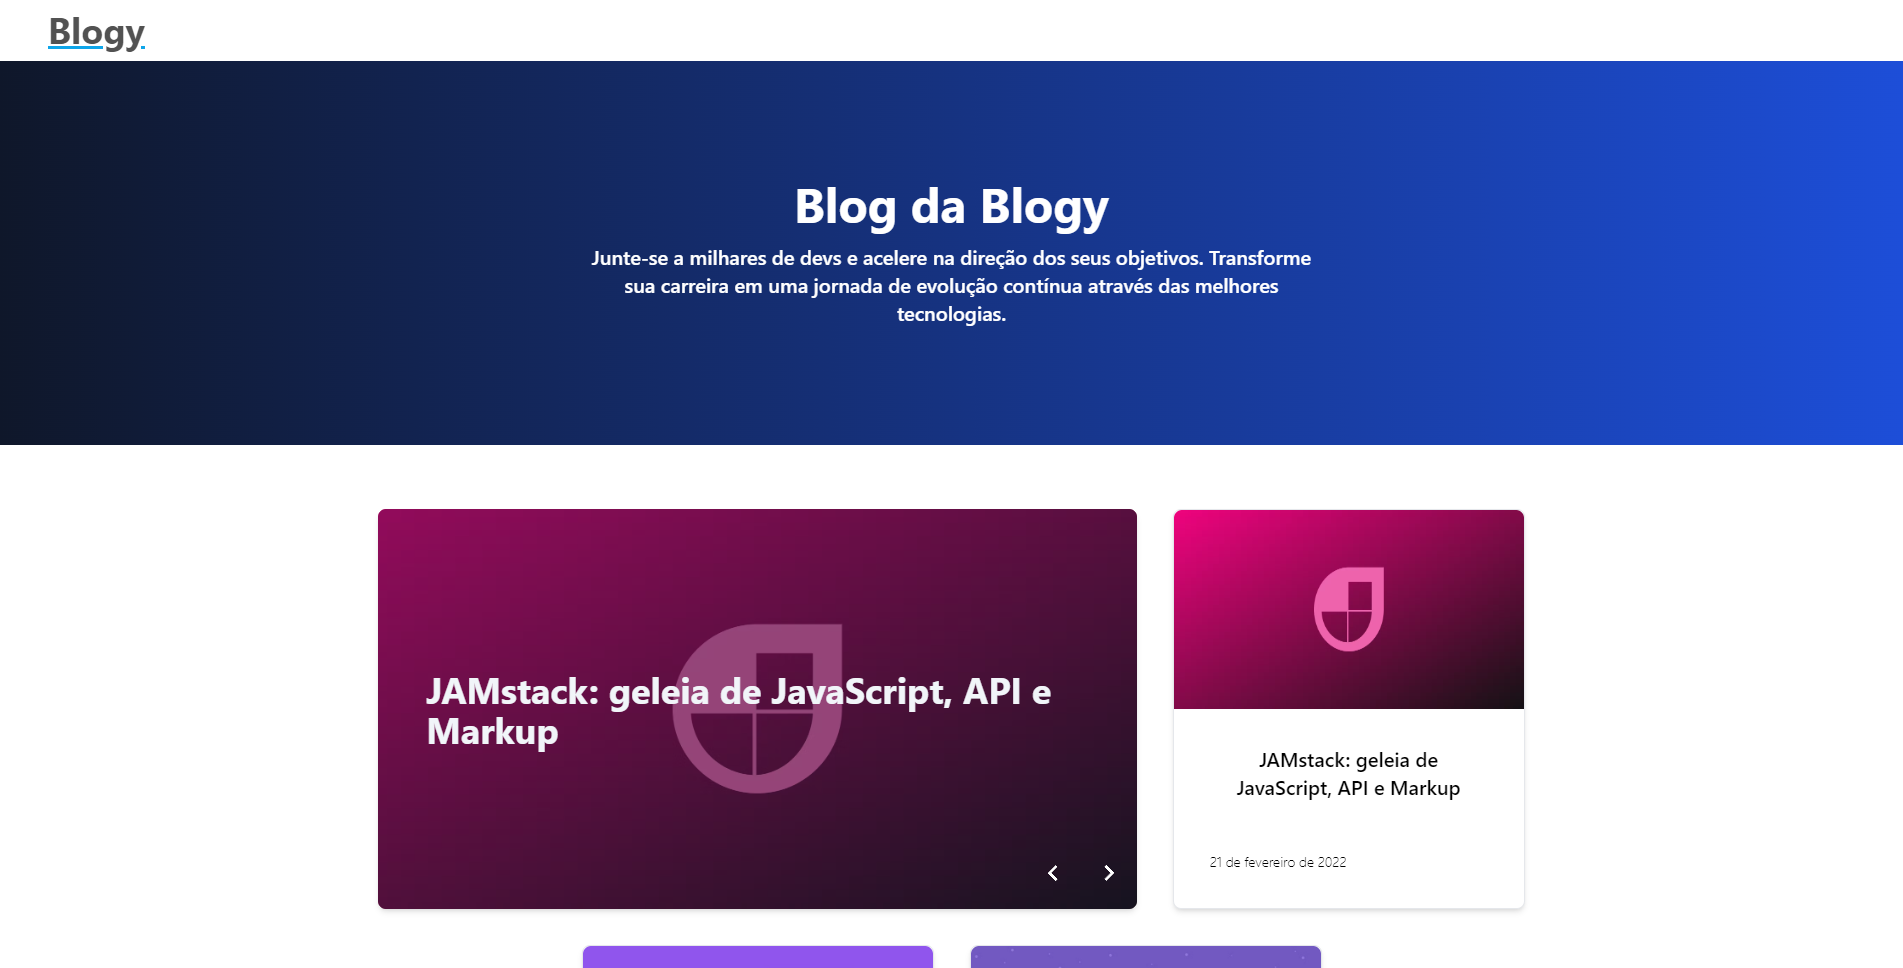 Blogy
Blog da Blogy
Junte-se a milhares de devs e acelere na direção dos seus objetivos. Transforme
sua carreira em uma jornada de evolução contínua através das melhores
tecnologias.
JAMstack: geleia de JavaScript, API e
Markup
JAMstack: geleia de
JavaScript, API e Markup
21 de fevereiro de 2022